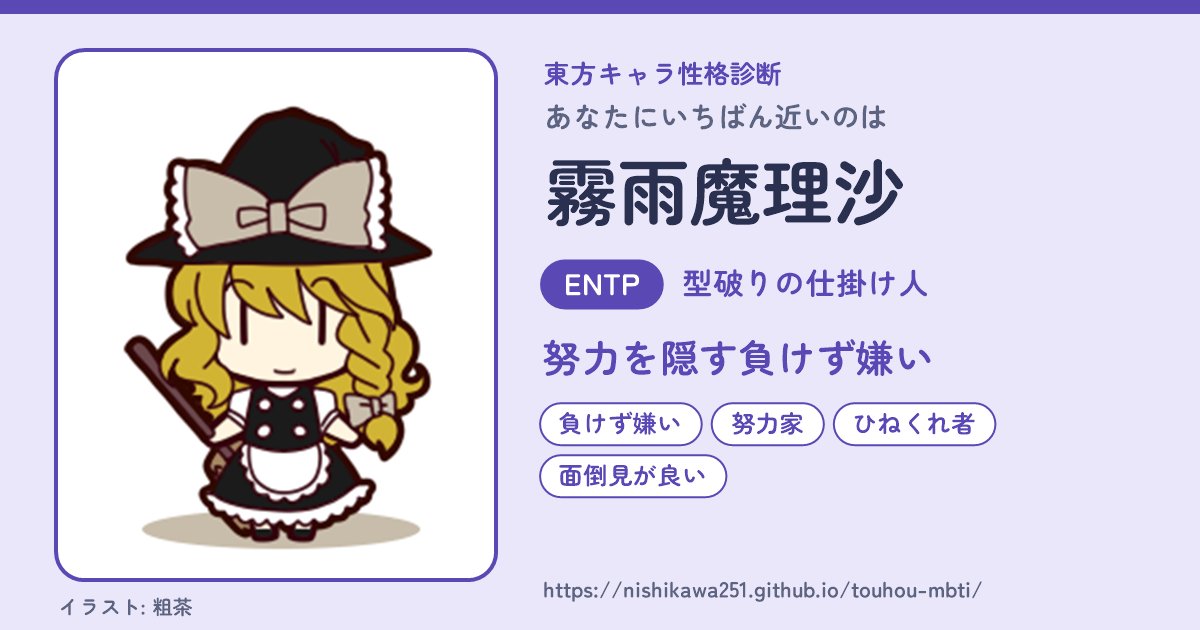 東方キャラ性格診断
あなたにいちばん近いのは
霧雨魔理沙
ENTP 型破りの仕掛け人
努力を隠す負けず嫌い
負けず嫌い 努力家 ひねくれ者
面倒見が良い
https://nishikawa251.github.io/touhou-mbti/
イラスト: 粗茶